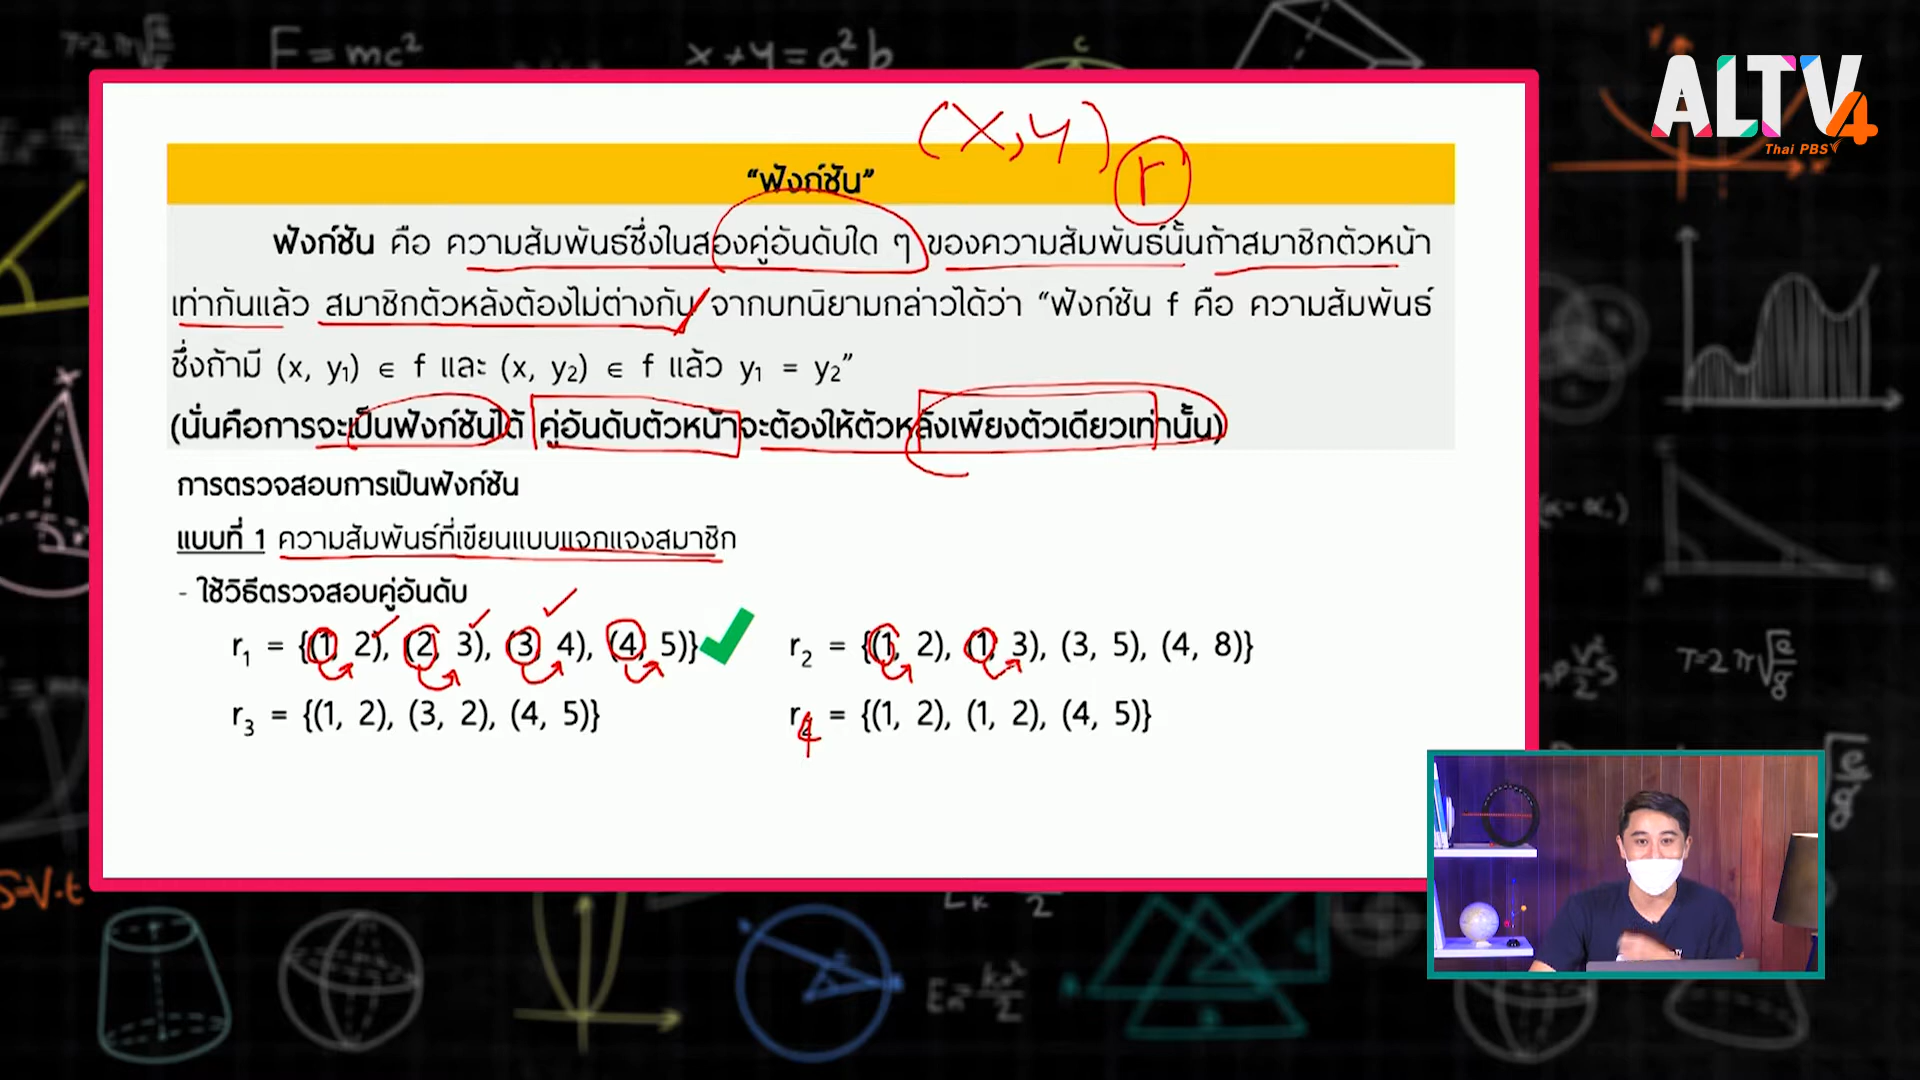 T=2π√
F=mc²
x+y=a²b
c
ALTV4
Thai PBS
(x,y)
r
“ฟังก์ชัน”
ฟังก์ชัน คือ ความสัมพันธ์ซึ่งในสองคู่อันดับใด ๆ ของความสัมพันธ์นั้นถ้าสมาชิกตัวหน้า
เท่ากันแล้ว สมาชิกตัวหลังต้องไม่ต่างกัน จากบทนิยามกล่าวได้ว่า “ฟังก์ชัน f คือ ความสัมพันธ์
ซึ่งถ้ามี (x, y₁) ∈ f และ (x, y₂) ∈ f แล้ว y₁ = y₂”
(นั่นคือการจะเป็นฟังก์ชันได้ คู่อันดับตัวหน้าจะต้องให้ตัวหลังเพียงตัวเดียวเท่านั้น)
การตรวจสอบการเป็นฟังก์ชัน
แบบที่ 1 ความสัมพันธ์ที่เขียนแบบแจกแจงสมาชิก
- ใช้วิธีตรวจสอบคู่อันดับ
r₁ = {(1, 2), (2, 3), (3, 4), (4, 5)}
r₂ = {(1, 2), (1, 3), (3, 5), (4, 8)}
T=2π√e/8
r₃ = {(1, 2), (3, 2), (4, 5)}
r₄ = {(1, 2), (1, 2), (4, 5)}
S=V·t